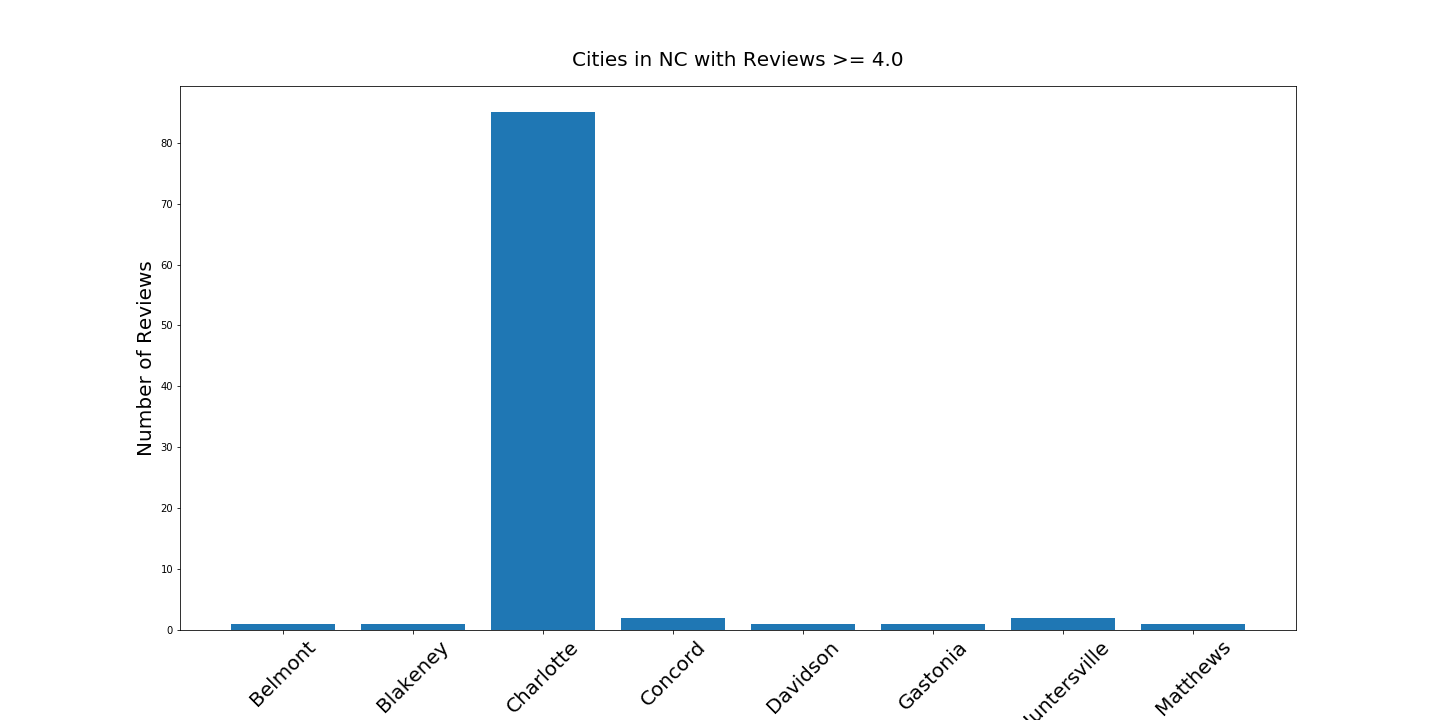 Cities in NC with Reviews >= 4.0
Number of Reviews
80
70
60
50
40
30
20
10
0
Belmont
Blakeney
Charlotte
Concord
Davidson
Gastonia
untersville
Matthews